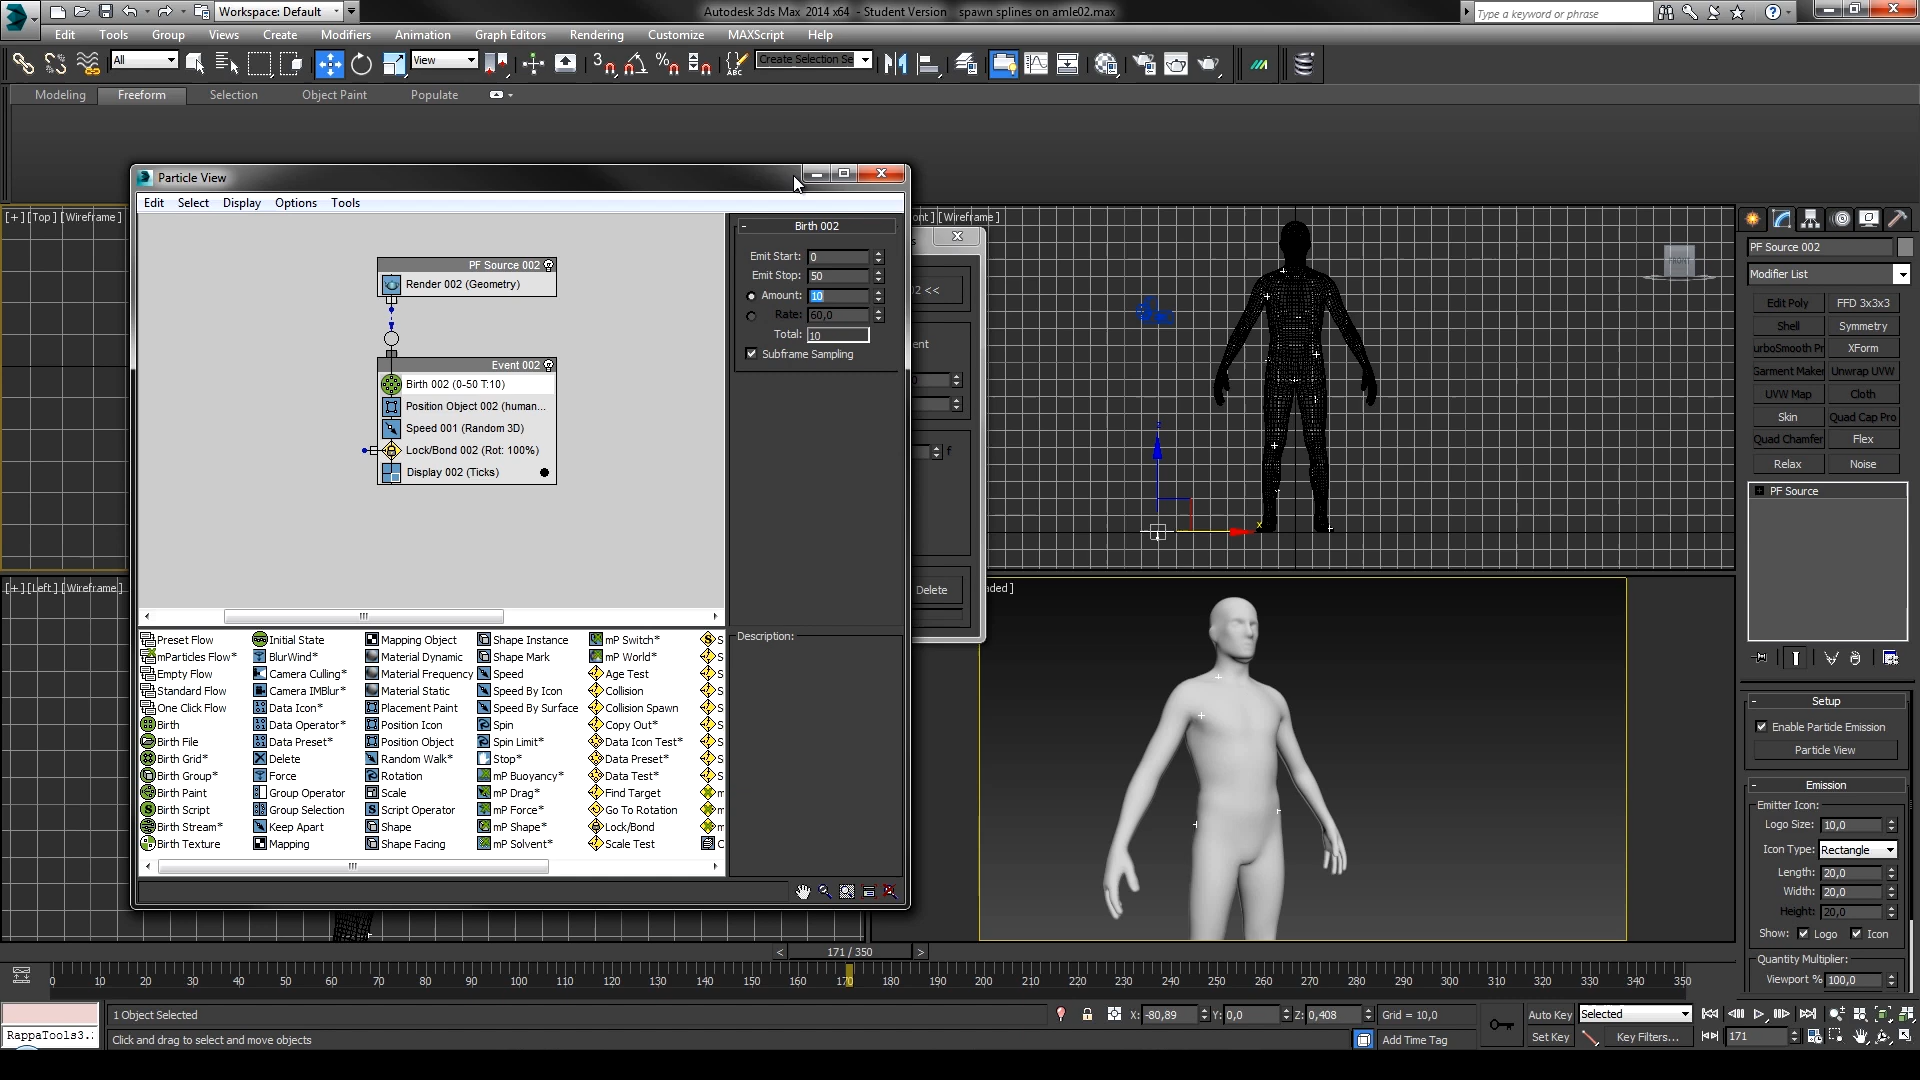 Workspace: Default
Autodesk 3ds Max 2014 x64 - Student Version spawn splines on amle02.max
Type a keyword or phrase
Edit Tools Group Views Create Modifiers Animation Graph Editors Rendering Customize MAXScript Help
All View Create Selection Se
Modeling Freeform Selection Object Paint Populate
[+][Top][Wireframe]
[Wireframe]
Particle View
Edit Select Display Options Tools
PF Source 002
Render 002 (Geometry)
Event 002
Birth 002 (0-50 T:10)
Position Object 002 (human...
Speed 001 (Random 3D)
Lock/Bond 002 (Rot: 100%)
Display 002 (Ticks)
Birth 002
Emit Start: 0
Emit Stop: 50
Amount: 10
Rate: 60,0
Total: 10
Subframe Sampling
Description:
Preset Flow Initial State Mapping Object Shape Instance mP Switch* S
mParticles Flow* BlurWind* Material Dynamic Shape Mark mP World* S
Empty Flow Camera Culling* Material Frequency Speed Age Test S
Standard Flow Camera IMBlur* Material Static Speed By Icon Collision S
One Click Flow Data Icon* Placement Paint Speed By Surface Collision Spawn S
Birth Data Operator* Position Icon Spin Copy Out* S
Birth File Data Preset* Position Object Spin Limit* Data Icon Test* S
Birth Grid* Delete Random Walk* Stop* Data Preset* S
Birth Group* Force Rotation mP Buoyancy* Data Test* S
Birth Paint Group Operator Scale mP Drag* Find Target
Birth Script Group Selection Script Operator mP Force* Go To Rotation
Birth Stream* Keep Apart Shape mP Shape* Lock/Bond
Birth Texture Mapping Shape Facing mP Solvent* Scale Test C
2 <<
ent
f
Delete
[+][Left][Wireframe]
aded]
FRONT
z
x
PF Source 002
Modifier List
Edit Poly FFD 3x3x3
Shell Symmetry
urboSmooth Pr XForm
Garment Maker Unwrap UVW
UVW Map Cloth
Skin Quad Cap Pro
Quad Chamfer Flex
Relax Noise
PF Source
Setup
Enable Particle Emission
Particle View
Emission
Emitter Icon:
Logo Size: 10,0
Icon Type: Rectangle
Length: 20,0
Width: 20,0
Height: 20,0
Show: Logo Icon
Quantity Multiplier:
Viewport % 100,0
< 171 / 350 >
0 10 20 30 40 50 60 70 80 90 100 110 120 130 140 150 160 170 180 190 200 210 220 230 240 250 260 270 280 290 300 310 320 330 340 350
1 Object Selected
X: -80,89 Y: 0,0 Z: 0,408 Grid = 10,0 Auto Key Selected
RappaTools3.
Click and drag to select and move objects
Add Time Tag Set Key Key Filters... 171